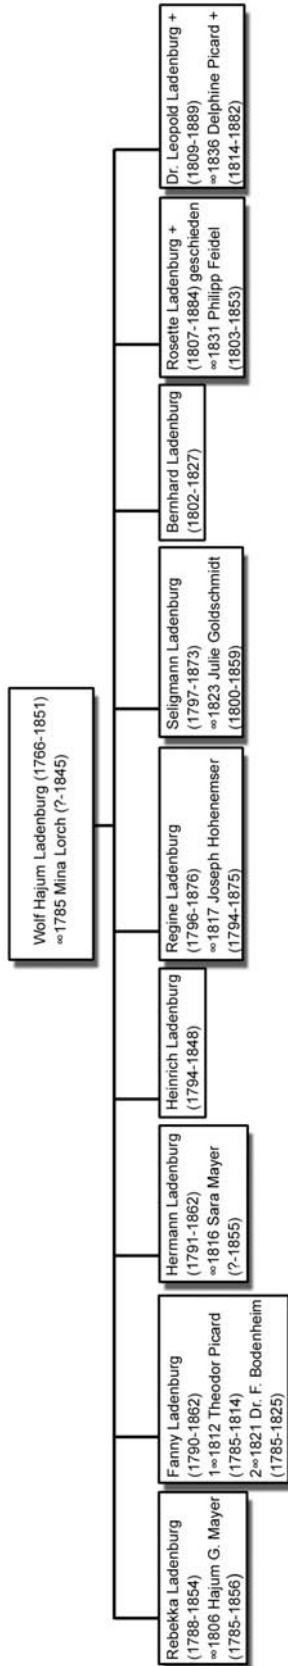 Wolf Hajum Ladenburg (1766-1851)
∞1785 Mina Lorch (?-1845)
Rebekka Ladenburg
(1788-1854)
∞1806 Hajum G. Mayer
(1785-1856)
Fanny Ladenburg
(1790-1862)
1∞1812 Theodor Picard
(1785-1814)
2∞1821 Dr. F. Bodenheim
(1785-1825)
Hermann Ladenburg
(1791-1862)
∞1816 Sara Mayer
(?-1855)
Heinrich Ladenburg
(1794-1848)
Regine Ladenburg
(1796-1876)
∞1817 Joseph Hohenemser
(1794-1875)
Seligmann Ladenburg
(1797-1873)
∞1823 Julie Goldschmidt
(1800-1859)
Bernhard Ladenburg
(1802-1827)
Rosette Ladenburg +
(1807-1884) geschieden
∞1831 Philipp Feidel
(1803-1853)
Dr. Leopold Ladenburg +
(1809-1889)
∞1836 Delphine Picard +
(1814-1882)